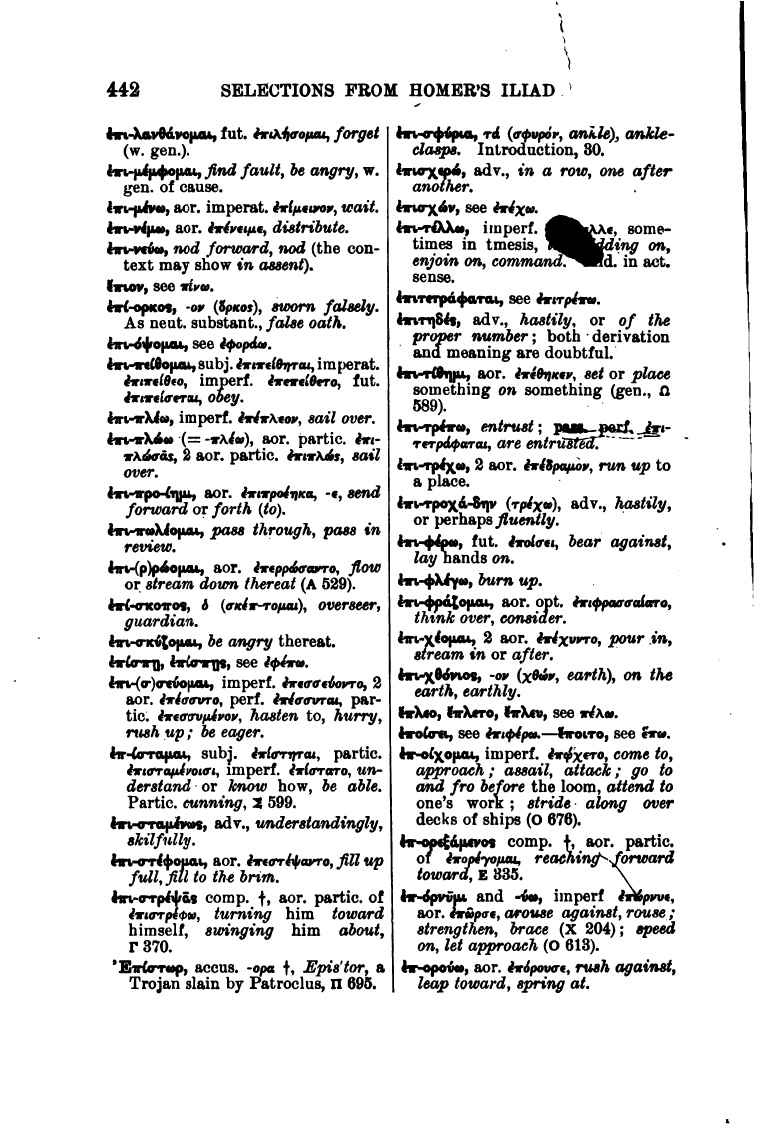 442 SELECTIONS FROM HOMER'S ILIAD
ἐπι-λανθάνομαι, fut. ἐπιλήσομαι, forget
(w. gen.).
ἐπι-μέμφομαι, find fault, be angry, w.
gen. of cause.
ἐπι-μένω, aor. imperat. ἐπίμεινον, wait.
ἐπι-νέμω, aor. ἐπένειμε, distribute.
ἐπι-νεύω, nod forward, nod (the con-
text may show in assent).
ἔπιον, see πίνω.
ἐπί-ορκος, -ον (ὅρκος), sworn falsely.
As neut. substant., false oath.
ἐπι-όψομαι, see ἐφοράω.
ἐπι-πείθομαι, subj. ἐπιπείθηται, imperat.
ἐπιπείθεο, imperf. ἐπεπείθετο, fut.
ἐπιπείσεται, obey.
ἐπι-πλέω, imperf. ἐπέπλεον, sail over.
ἐπι-πλώω (= -πλέω), aor. partic. ἐπι-
πλώσᾱς, 2 aor. partic. ἐπιπλώς, sail
over.
ἐπι-προ-ίημι, aor. ἐπιπροέηκα, -ε, send
forward or forth (to).
ἐπι-πωλέομαι, pass through, pass in
review.
ἐπι-(ρ)ρώομαι, aor. ἐπερρώσαντο, flow
or stream down thereat (Α 529).
ἐπί-σκοπος, ὁ (σκέπ-τομαι), overseer,
guardian.
ἐπι-σκύζομαι, be angry thereat.
ἐπίσπῃ, ἐπίσπῃς, see ἐφέπω.
ἐπι-(σ)σεύομαι, imperf. ἐπεσσεύοντο, 2
aor. ἐπέσσυτο, perf. ἐπέσσυται, par-
tic. ἐπεσσυμένον, hasten to, hurry,
rush up; be eager.
ἐπ-ίσταμαι, subj. ἐπίστηται, partic.
ἐπισταμένοισι, imperf. ἐπίστατο, un-
derstand or know how, be able.
Partic. cunning, Σ 599.
ἐπι-σταμένως, adv., understandingly,
skilfully.
ἐπι-στέφομαι, aor. ἐπεστέψαντο, fill up
full, fill to the brim.
ἐπι-στρέψᾱς comp. †, aor. partic. of
ἐπιστρέφω, turning him toward
himself, swinging him about,
Γ 370.
Ἐπίστωρ, accus. -ορα †, Epis'tor, a
Trojan slain by Patroclus, Π 695.
ἐπι-σφύρια, τά (σφυρόν, ankle), ankle-
clasps. Introduction, 30.
ἐπισχερώ, adv., in a row, one after
another.
ἐπισχών, see ἐπέχω.
ἐπι-τέλλω, imperf. λλε, some-
times in tmesis, dding on,
enjoin on, command. d. in act.
sense.
ἐπιτετράφαται, see ἐπιτρέπω.
ἐπιτηδές, adv., hastily, or of the
proper number; both derivation
and meaning are doubtful.
ἐπι-τίθημι, aor. ἐπέθηκεν, set or place
something on something (gen., Ω
589).
ἐπι-τρέπω, entrust; pass. perf. ἐπι-
τετράφαται, are entrusted.
ἐπι-τρέχω, 2 aor. ἐπέδραμον, run up to
a place.
ἐπι-τροχά-δην (τρέχω), adv., hastily,
or perhaps fluently.
ἐπι-φέρω, fut. ἐποίσει, bear against,
lay hands on.
ἐπι-φλέγω, burn up.
ἐπι-φράζομαι, aor. opt. ἐπιφρασσαίατο,
think over, consider.
ἐπι-χέομαι, 2 aor. ἐπέχυντο, pour in,
stream in or after.
ἐπι-χθόνιος, -ον (χθών, earth), on the
earth, earthly.
ἔπλεο, ἔπλετο, ἔπλευ, see πέλω.
ἐποίσει, see ἐπιφέρω.—ἕποιτο, see ἕπω.
ἐπ-οίχομαι, imperf. ἐπῴχετο, come to,
approach; assail, attack; go to
and fro before the loom, attend to
one's work; stride along over
decks of ships (Ο 676).
ἐπ-ορεξάμενος comp. †, aor. partic.
of ἐπορέγομαι, reaching forward
toward, Ε 335.
ἐπ-όρνῡμι and -ύω, imperf ἐπώρνυε,
aor. ἐπῶρσε, arouse against, rouse;
strengthen, brace (Χ 204); speed
on, let approach (Ο 613).
ἐπ-ορούω, aor. ἐπόρουσε, rush against,
leap toward, spring at.